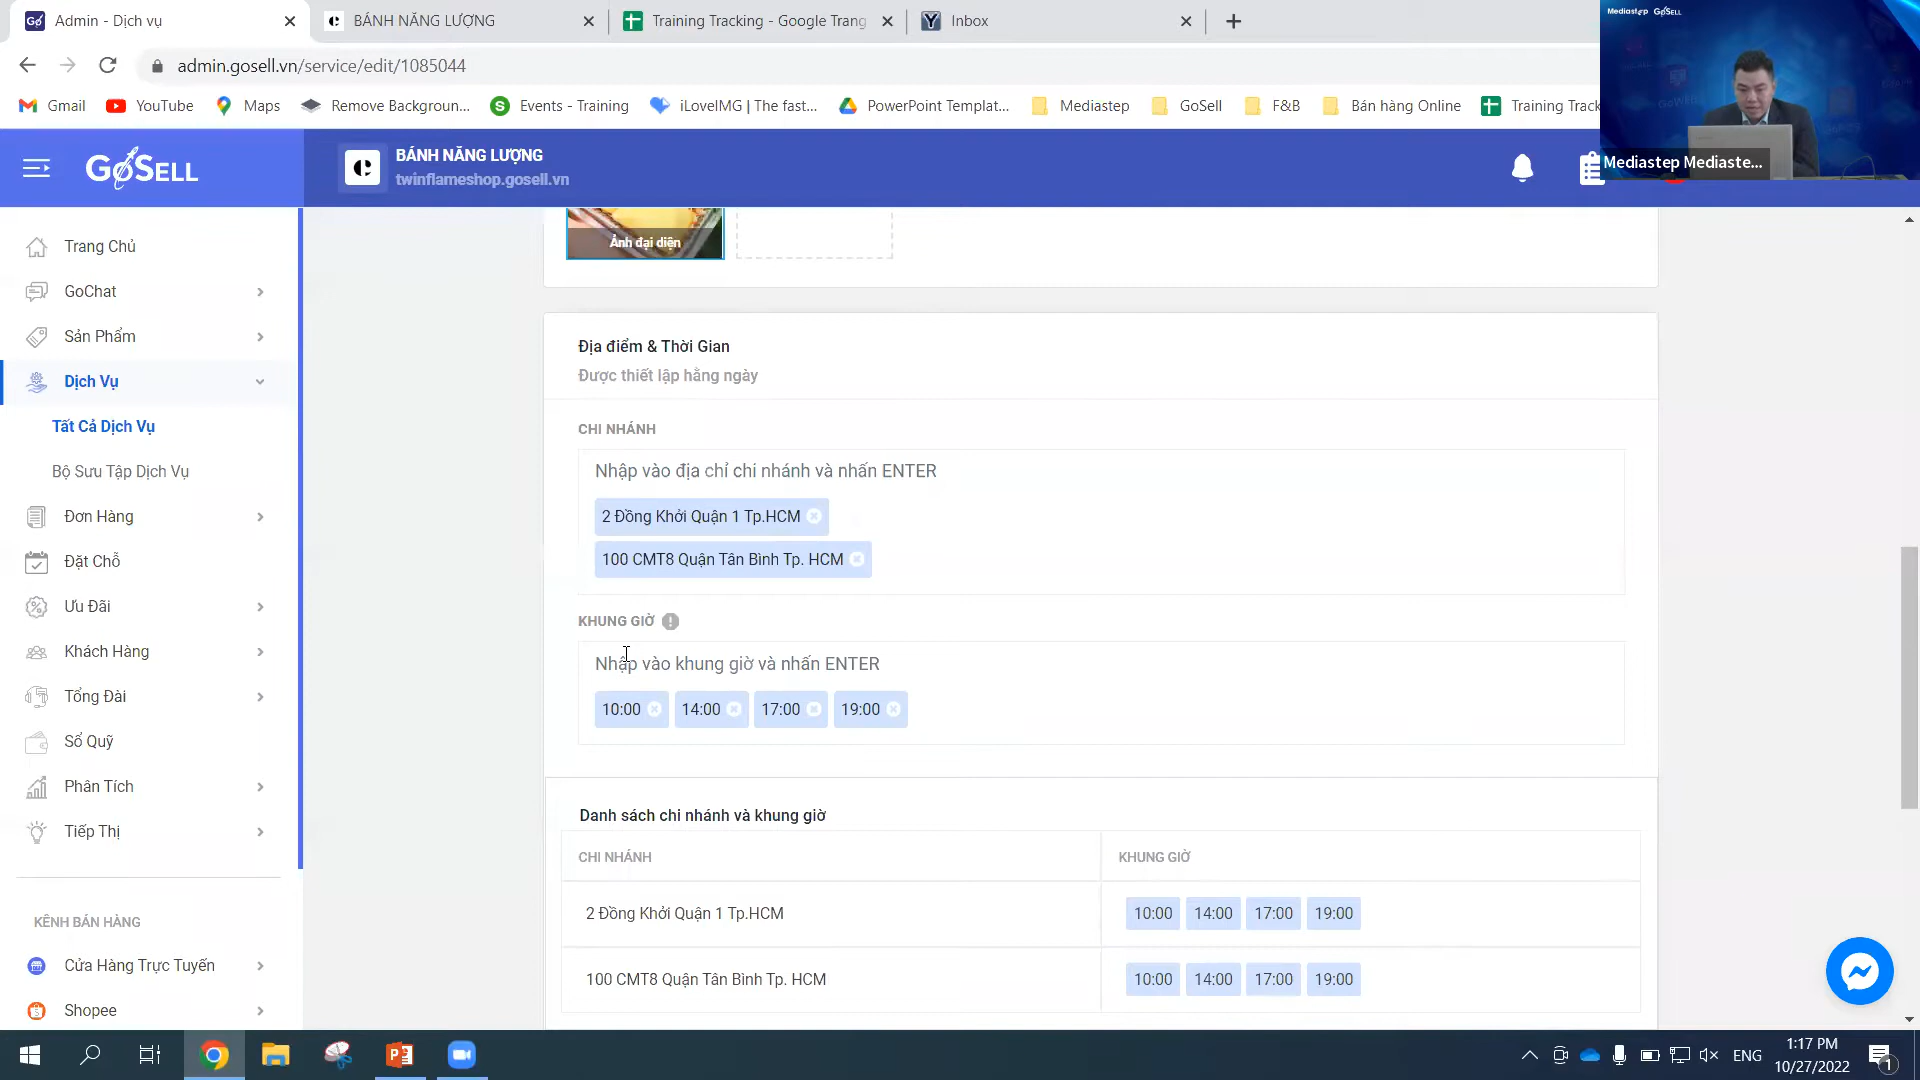 Admin - Dịch vụ
BÁNH NĂNG LƯỢNG
Training Tracking - Google Trang
Inbox
admin.gosell.vn/service/edit/1085044
Gmail
YouTube
Maps
Remove Backgroun...
Events - Training
iLoveIMG | The fast...
PowerPoint Templat...
Mediastep
GoSell
F&B
Bán hàng Online
Training Track
Mediastep GoSELL
Mediastep Mediaste...
GoSELL
BÁNH NĂNG LƯỢNG
twinflameshop.gosell.vn
Trang Chủ
GoChat
Sản Phẩm
Dịch Vụ
Tất Cả Dịch Vụ
Bộ Sưu Tập Dịch Vụ
Đơn Hàng
Đặt Chỗ
Ưu Đãi
Khách Hàng
Tổng Đài
Sổ Quỹ
Phân Tích
Tiếp Thị
KÊNH BÁN HÀNG
Cửa Hàng Trực Tuyến
Shopee
Ảnh đại diện
Địa điểm & Thời Gian
Được thiết lập hằng ngày
CHI NHÁNH
Nhập vào địa chỉ chi nhánh và nhấn ENTER
2 Đồng Khởi Quận 1 Tp.HCM
100 CMT8 Quận Tân Bình Tp. HCM
KHUNG GIỜ
Nhập vào khung giờ và nhấn ENTER
10:00 14:00 17:00 19:00
Danh sách chi nhánh và khung giờ
CHI NHÁNH KHUNG GIỜ
2 Đồng Khởi Quận 1 Tp.HCM 10:00 14:00 17:00 19:00
100 CMT8 Quận Tân Bình Tp. HCM 10:00 14:00 17:00 19:00
ENG
1:17 PM
10/27/2022
1